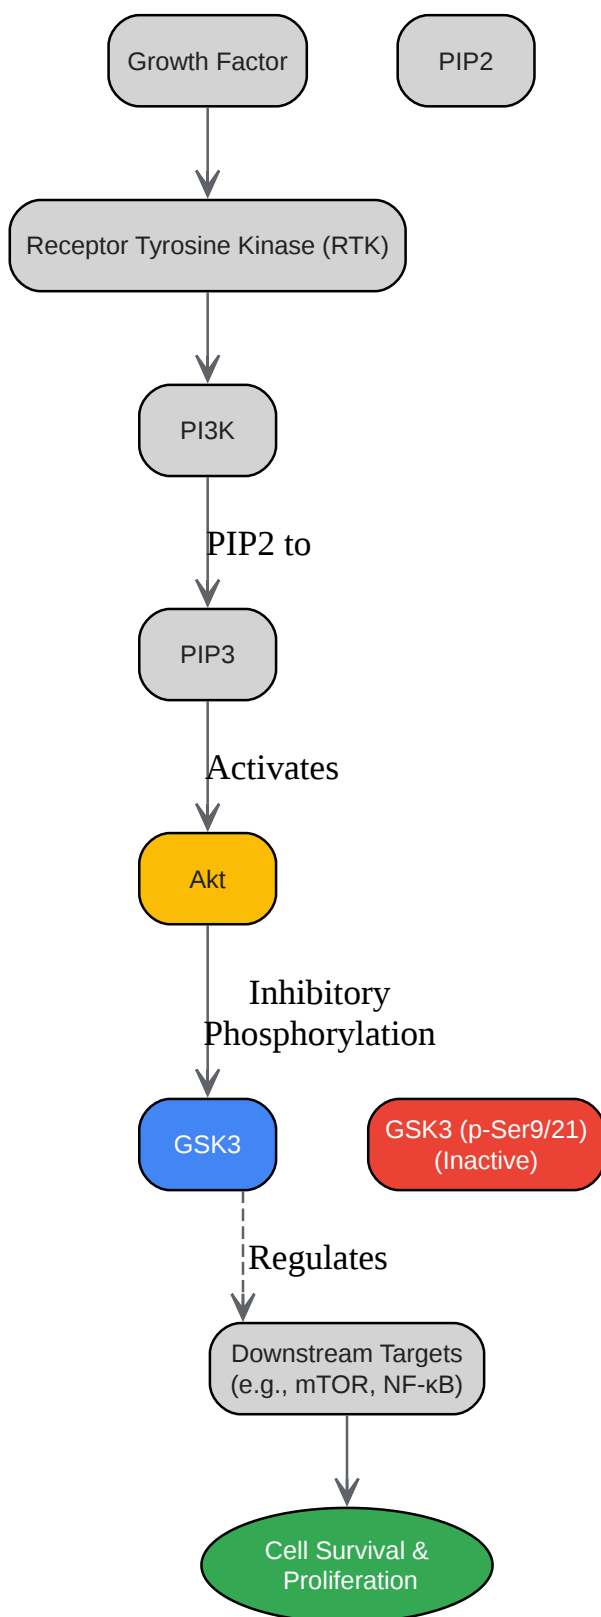 Growth Factor
PIP2
Receptor Tyrosine Kinase (RTK)
PI3K
PIP2 to
PIP3
Activates
Akt
Inhibitory
Phosphorylation
GSK3
GSK3 (p-Ser9/21)
(Inactive)
Regulates
Downstream Targets
(e.g., mTOR, NF-κB)
Cell Survival &
Proliferation